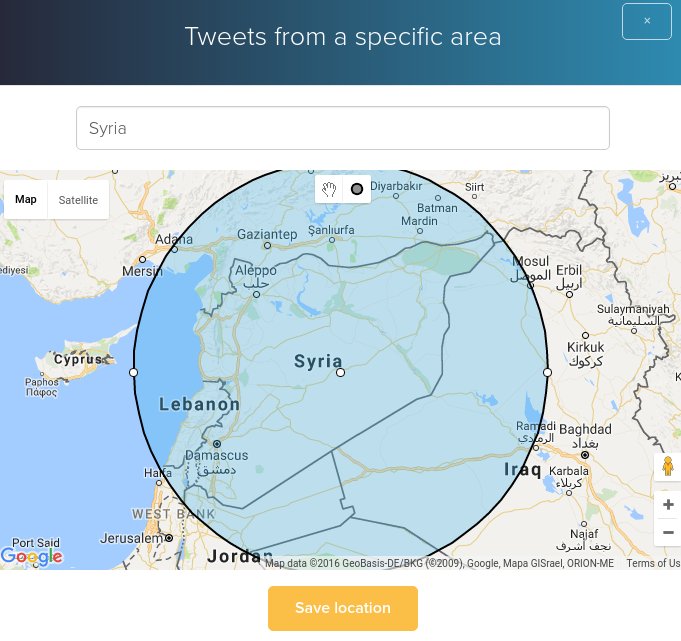 Tweets from a specific area
×
Syria
Map
Satellite
Diyarbakır
Siirt
Batman
Mardin
Adana
Gaziantep
Şanlıurfa
Mersin
Aleppo
حلب
Mosul
الموصل
Erbil
أربيل
Sulaymaniyah
السليمانية
Kirkuk
كركوك
Cyprus
Paphos
Πάφος
Syria
Lebanon
Damascus
دمشق
Ramadi
الرمادي
Baghdad
بغداد
Haifa
Iraq
Karbala
كربلاء
WEST BANK
Jerusalem
Port Said
Najaf
نجف أشرف
Jordan
Google
Map data ©2016 GeoBasis-DE/BKG (©2009), Google, Mapa GISrael, ORION-ME
Terms of Us
Save location